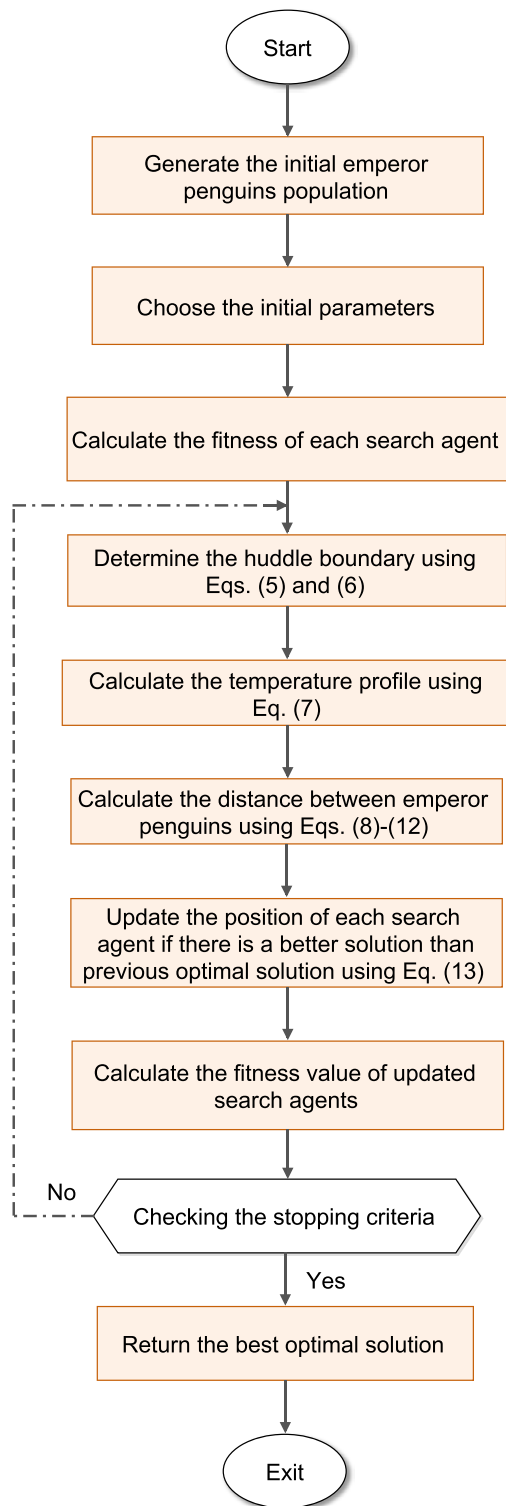 Start
Generate the initial emperor
penguins population
Choose the initial parameters
Calculate the fitness of each search agent
Determine the huddle boundary using
Eqs. (5) and (6)
Calculate the temperature profile using
Eq. (7)
Calculate the distance between emperor
penguins using Eqs. (8)-(12)
Update the position of each search
agent if there is a better solution than
previous optimal solution using Eq. (13)
Calculate the fitness value of updated
search agents
No
Checking the stopping criteria
Yes
Return the best optimal solution
Exit